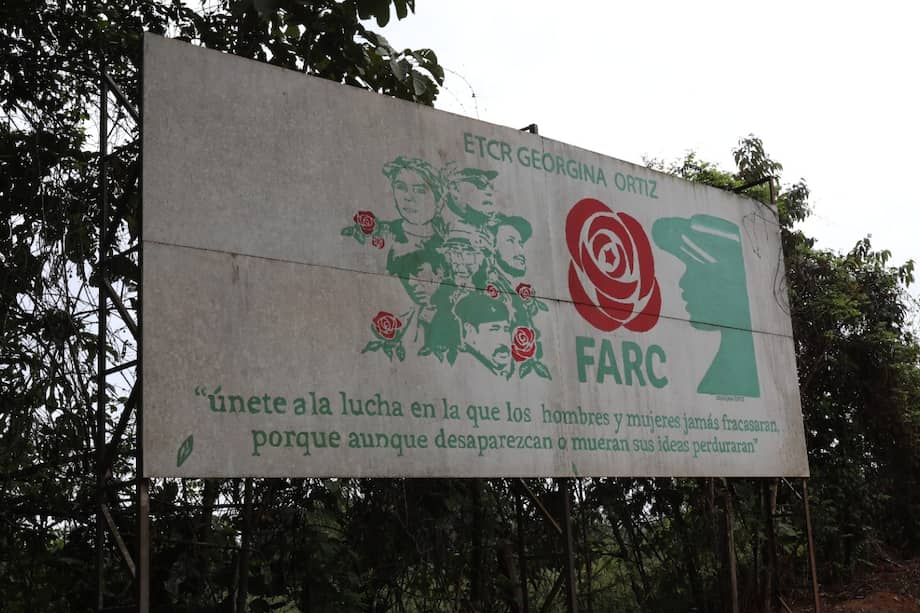 ETCR GEORGINA ORTIZ
FARC
"únete a la lucha en la que los hombres y mujeres jamás fracasaran,
porque aunque desaparezcan o mueran sus ideas perduraran"